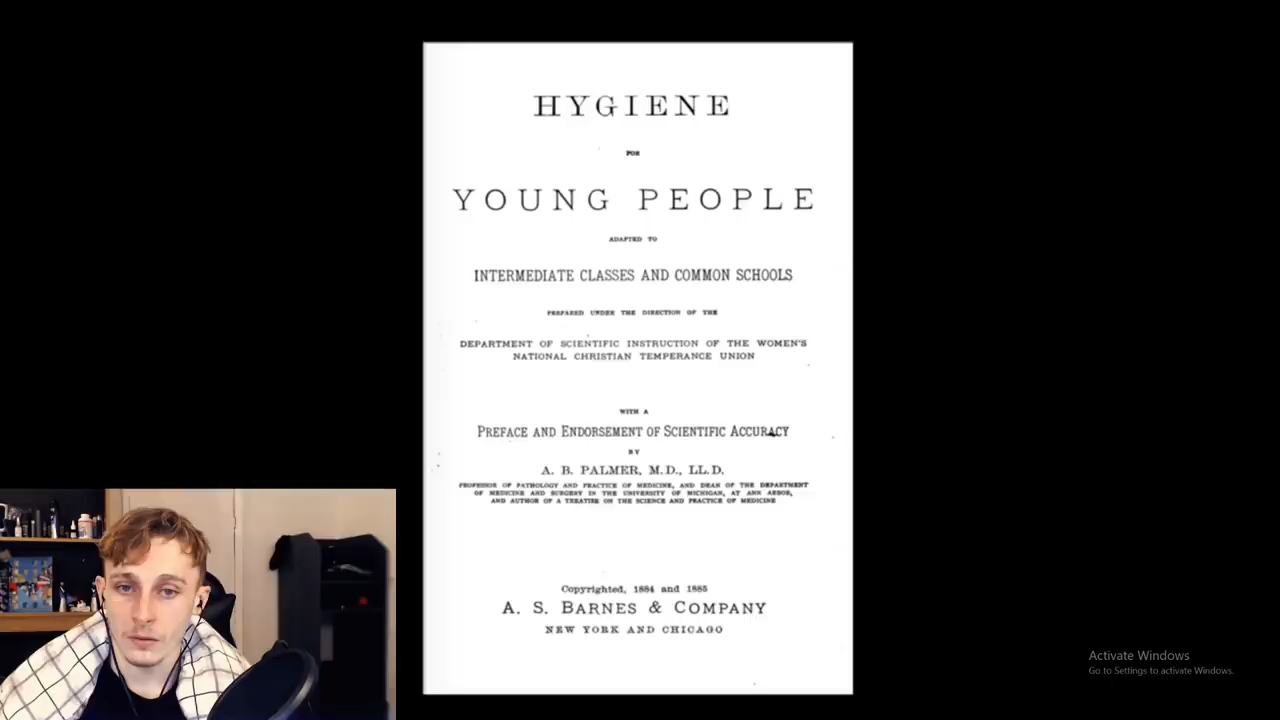 HYGIENE
FOR
YOUNG PEOPLE
ADAPTED TO
INTERMEDIATE CLASSES AND COMMON SCHOOLS
PREPARED UNDER THE DIRECTION OF THE
DEPARTMENT OF SCIENTIFIC INSTRUCTION OF THE WOMEN'S
NATIONAL CHRISTIAN TEMPERANCE UNION
WITH A
PREFACE AND ENDORSEMENT OF SCIENTIFIC ACCURACY
BY
A. B. PALMER, M.D., LL.D.
PROFESSOR OF PATHOLOGY AND PRACTICE OF MEDICINE, AND DEAN OF THE DEPARTMENT
OF MEDICINE AND SURGERY IN THE UNIVERSITY OF MICHIGAN, AT ANN ARBOR,
AND AUTHOR OF A TREATISE ON THE SCIENCE AND PRACTICE OF MEDICINE
Copyrighted, 1884 and 1885
A. S. BARNES & COMPANY
NEW YORK AND CHICAGO
Activate Windows
Go to Settings to activate Windows.